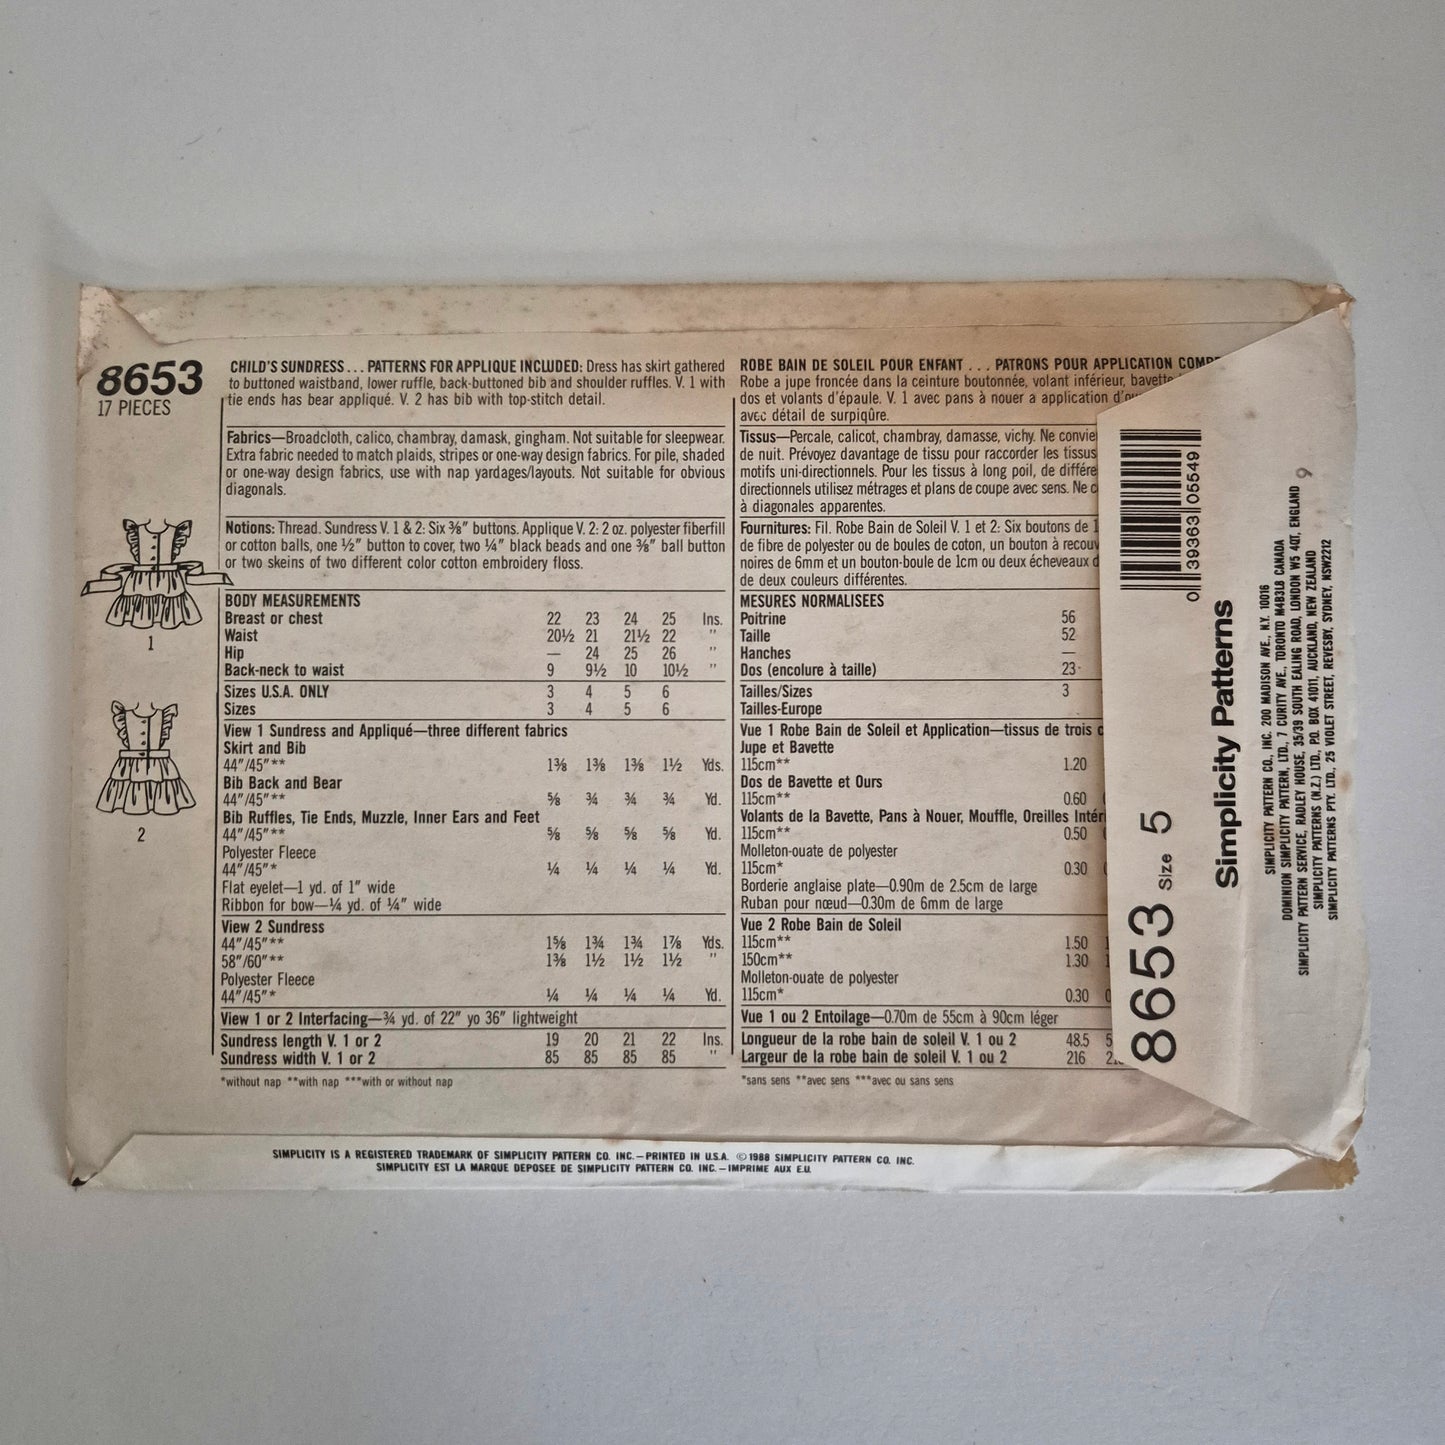 8653
17 PIECES
1
2
CHILD'S SUNDRESS . . . PATTERNS FOR APPLIQUE INCLUDED: Dress has skirt gathered
to buttoned waistband, lower ruffle, back-buttoned bib and shoulder ruffles. V. 1 with
tie ends has bear appliqué. V. 2 has bib with top-stitch detail.
Fabrics—Broadcloth, calico, chambray, damask, gingham. Not suitable for sleepwear.
Extra fabric needed to match plaids, stripes or one-way design fabrics. For pile, shaded
or one-way design fabrics, use with nap yardages/layouts. Not suitable for obvious
diagonals.
Notions: Thread. Sundress V. 1 & 2: Six ⅜" buttons. Applique V. 2: 2 oz. polyester fiberfill
or cotton balls, one ½" button to cover, two ¼" black beads and one ⅜" ball button
or two skeins of two different color cotton embroidery floss.
BODY MEASUREMENTS
Breast or chest 22 23 24 25 Ins.
Waist 20½ 21 21½ 22 "
Hip — 24 25 26 "
Back-neck to waist 9 9½ 10 10½ "
Sizes U.S.A. ONLY 3 4 5 6
Sizes 3 4 5 6
View 1 Sundress and Appliqué—three different fabrics
Skirt and Bib
44"/45"** 1⅜ 1⅜ 1⅜ 1½ Yds.
Bib Back and Bear
44"/45"** ⅝ ¾ ¾ ¾ Yd.
Bib Ruffles, Tie Ends, Muzzle, Inner Ears and Feet
44"/45"** ⅝ ⅝ ⅝ ⅝ Yd.
Polyester Fleece
44"/45"* ¼ ¼ ¼ ¼ Yd.
Flat eyelet—1 yd. of 1" wide
Ribbon for bow—¼ yd. of ¼" wide
View 2 Sundress
44"/45"** 1⅝ 1¾ 1¾ 1⅞ Yds.
58"/60"** 1⅜ 1½ 1½ 1½ "
Polyester Fleece
44"/45"* ¼ ¼ ¼ ¼ Yd.
View 1 or 2 Interfacing—¾ yd. of 22" yo 36" lightweight
Sundress length V. 1 or 2 19 20 21 22 Ins.
Sundress width V. 1 or 2 85 85 85 85 "
*without nap **with nap ***with or without nap
ROBE BAIN DE SOLEIL POUR ENFANT . . . PATRONS POUR APPLICATION
Robe a jupe froncée dans la ceinture boutonnée, volant inférieur, bavette
dos et volants d'épaule. V. 1 avec pans à nouer a application
avec détail de surpiqûre.
Tissus—Percale, calicot, chambray, damasse, vichy. Ne
de nuit. Prévoyez davantage de tissu pour raccorder les tissus
motifs uni-directionnels. Pour les tissus à long poil, de
directionnels utilisez métrages et plans de coupe avec sens. Ne
à diagonales apparentes.
Fournitures: Fil. Robe Bain de Soleil V. 1 et 2: Six boutons de 1
de fibre de polyester ou de boules de coton, un bouton à
noires de 6mm et un bouton-boule de 1cm ou deux écheveaux
de deux couleurs différentes.
MESURES NORMALISEES
Poitrine 56
Taille 52
Hanches —
Dos (encolure à taille) 23
Tailles/Sizes 3
Tailles-Europe
Vue 1 Robe Bain de Soleil et Application—tissus de trois
Jupe et Bavette
115cm** 1.20
Dos de Bavette et Ours
115cm** 0.60
Volants de la Bavette, Pans à Nouer, Mouffle, Oreilles
115cm** 0.50
Molleton-ouate de polyester
115cm* 0.30
Borderie anglaise plate—0.90m de 2.5cm de large
Ruban pour nœud—0.30m de 6mm de large
Vue 2 Robe Bain de Soleil
115cm** 1.50
150cm** 1.30
Molleton-ouate de polyester
115cm* 0.30
Vue 1 ou 2 Entoilage—0.70m de 55cm à 90cm léger
Longueur de la robe bain de soleil V. 1 ou 2 48.5
Largeur de la robe bain de soleil V. 1 ou 2 216
*sans sens **avec sens ***avec ou sans sens
0 39363 05549 9
8653 Size 5
Simplicity Patterns
SIMPLICITY PATTERN CO., INC. 200 MADISON AVE., N.Y. 10016
DOMINION SIMPLICITY PATTERN, LTD., 7 CURITY AVE., TORONTO M4B3L8 CANADA
SIMPLICITY PATTERN SERVICE, RADLEY HOUSE, 35/39 SOUTH EALING ROAD, LONDON W5 4QT, ENGLAND
SIMPLICITY PATTERNS (N.Z.) LTD., P.O. BOX 41011, AUCKLAND, NEW ZEALAND
SIMPLICITY PATTERNS PTY. LTD., 25 VIOLET STREET, REVESBY, SYDNEY, NSW2212
SIMPLICITY IS A REGISTERED TRADEMARK OF SIMPLICITY PATTERN CO. INC.—PRINTED IN U.S.A. ©1988 SIMPLICITY PATTERN CO. INC.
SIMPLICITY EST LA MARQUE DEPOSEE DE SIMPLICITY PATTERN CO. INC.—IMPRIME AUX E.U.